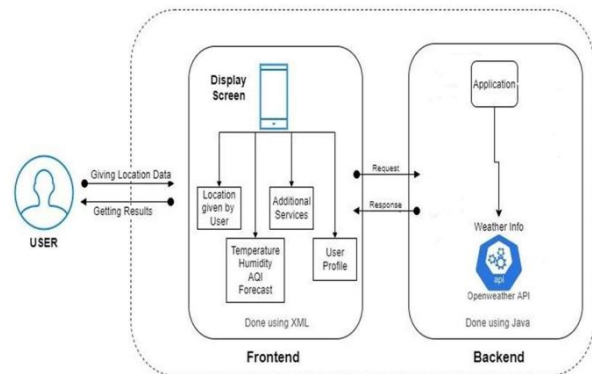 Display
Screen
Application
Giving Location Data
Getting Results
USER
Location
given by
User
Additional
Services
Temperature
Humidity
AQI
Forecast
User
Profile
Request
Response
Weather Info
api
Openweather API
Done using XML
Done using Java
Frontend
Backend